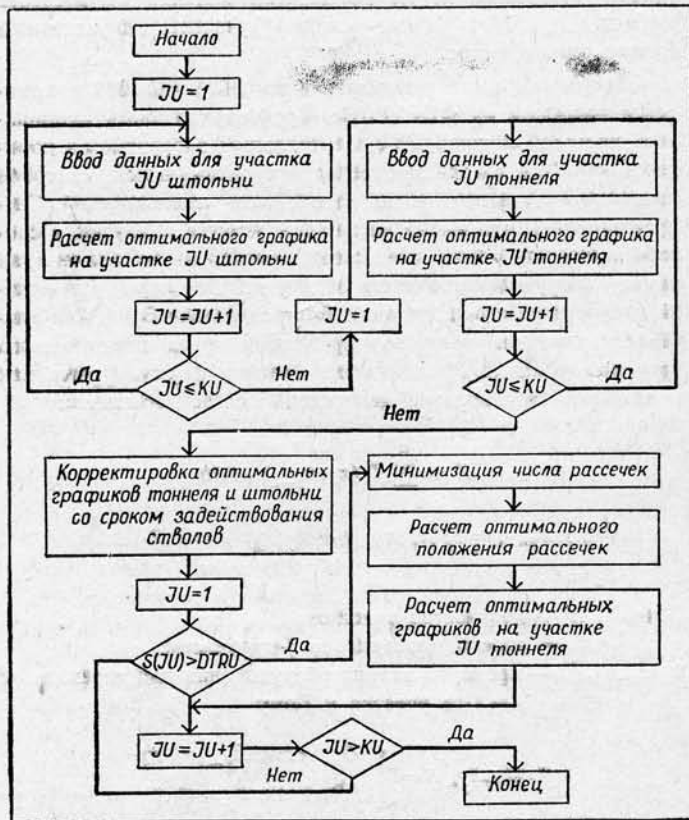 Начало
JU=1
Ввод данных для участка
JU штольни
Расчет оптимального графика
на участке JU штольни
JU=JU+1
JU≤KU
Да
Нет
JU=1
Ввод данных для участка
JU тоннеля
Расчет оптимального графика
на участке JU тоннеля
JU=JU+1
JU≤KU
Да
Нет
Корректировка оптимальных
графиков тоннеля и штольни
со сроком задействования
стволов
JU=1
S(JU)>DTRU
Да
Минимизация числа рассечек
Расчет оптимального
положения рассечек
Расчет оптимальных
графиков на участке
JU тоннеля
JU=JU+1
JU>KU
Нет
Да
Конец